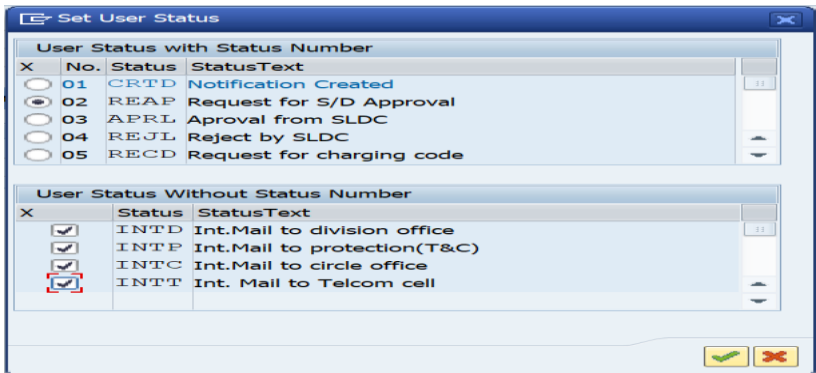 Set User Status
User Status with Status Number
X No. Status StatusText
01 CRTD Notification Created
02 REAP Request for S/D Approval
03 APRL Aproval from SLDC
04 REJL Reject by SLDC
05 RECD Request for charging code
User Status Without Status Number
X Status StatusText
INTD Int.Mail to division office
INTP Int.Mail to protection(T&C)
INTC Int.Mail to circle office
INTT Int. Mail to Telcom cell